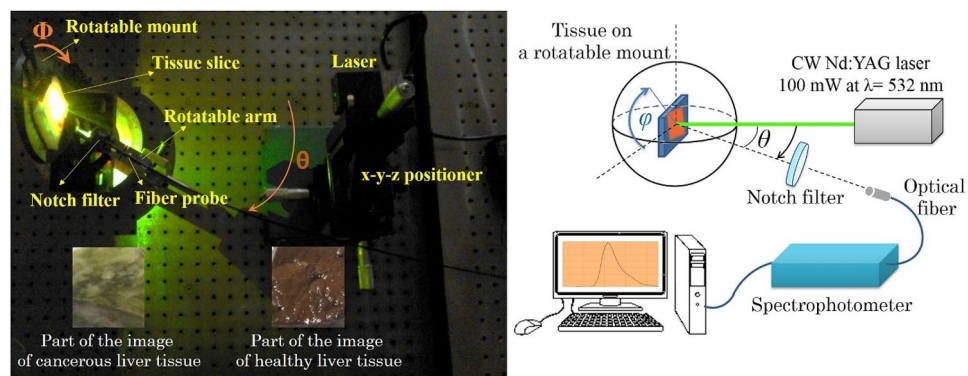 Φ
Rotatable mount
Tissue slice
Laser
Rotatable arm
θ
x-y-z positioner
Notch filter
Fiber probe
Part of the image
of cancerous liver tissue
Part of the image
of healthy liver tissue
Tissue on
a rotatable mount
CW Nd:YAG laser
100 mW at λ= 532 nm
φ
θ
Notch filter
Optical
fiber
Spectrophotometer